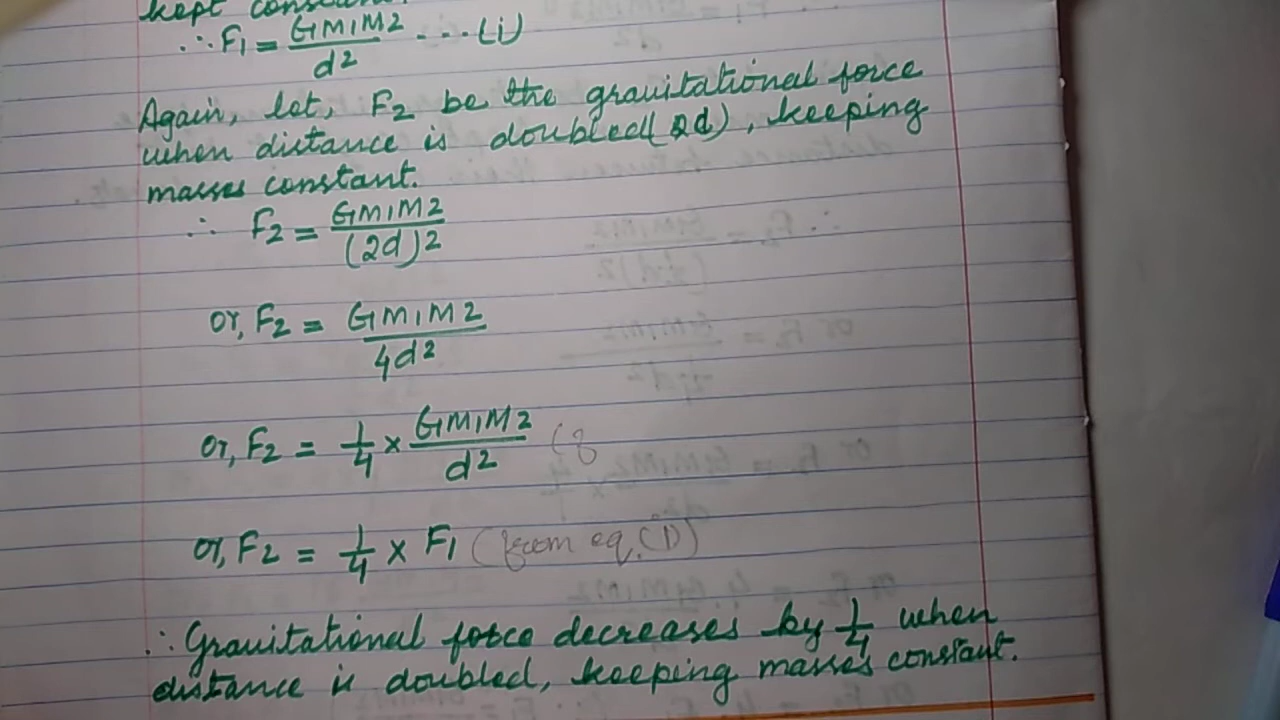 kept
∴ F1 = GM1M2 / d2 --- (i)
Again, let, F2 be the gravitational force
when distance is doubled (2d), keeping
masses constant.
∴ F2 = GM1M2 / (2d)2
or, F2 = GM1M2 / 4d2
or, F2 = 1/4 × GM1M2 / d2
or, F2 = 1/4 × F1 (from eq. (1))
∴ Gravitational force decreases by 1/4 when
distance is doubled, keeping masses constant.